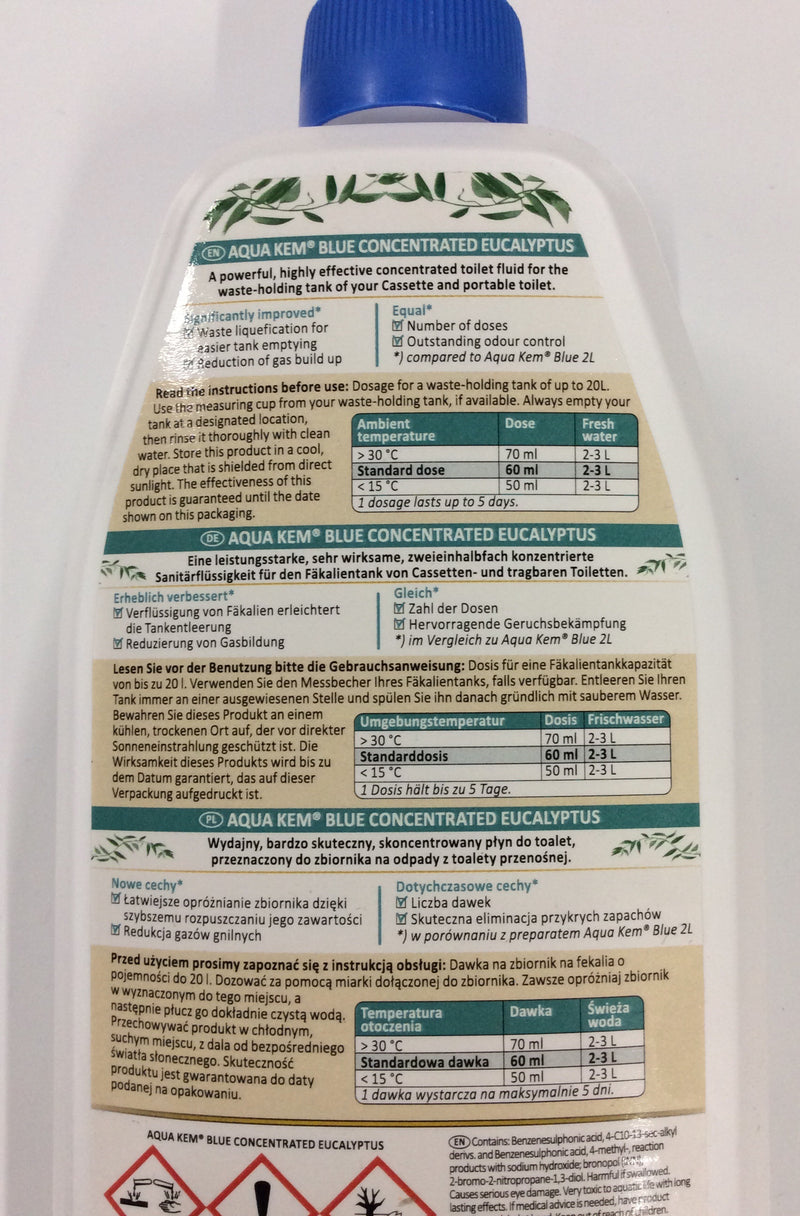 EN AQUA KEM® BLUE CONCENTRATED EUCALYPTUS
A powerful, highly effective concentrated toilet fluid for the
waste-holding tank of your Cassette and portable toilet.
Significantly improved*
☑ Waste liquefication for
easier tank emptying
☑ Reduction of gas build up
Equal*
☑ Number of doses
☑ Outstanding odour control
*) compared to Aqua Kem® Blue 2L
Read the instructions before use: Dosage for a waste-holding tank of up to 20L.
Use the measuring cup from your waste-holding tank, if available. Always empty your
tank at a designated location,
then rinse it thoroughly with clean
water. Store this product in a cool,
dry place that is shielded from direct
sunlight. The effectiveness of this
product is guaranteed until the date
shown on this packaging.
Ambient temperature Dose Fresh water
> 30 °C 70 ml 2-3 L
Standard dose 60 ml 2-3 L
< 15 °C 50 ml 2-3 L
1 dosage lasts up to 5 days.
DE AQUA KEM® BLUE CONCENTRATED EUCALYPTUS
Eine leistungsstarke, sehr wirksame, zweieinhalbfach konzentrierte
Sanitärflüssigkeit für den Fäkalientank von Cassetten- und tragbaren Toiletten.
Erheblich verbessert*
☑ Verflüssigung von Fäkalien erleichtert
die Tankentleerung
☑ Reduzierung von Gasbildung
Gleich*
☑ Zahl der Dosen
☑ Hervorragende Geruchsbekämpfung
*) im Vergleich zu Aqua Kem® Blue 2L
Lesen Sie vor der Benutzung bitte die Gebrauchsanweisung: Dosis für eine Fäkalientankkapazität
von bis zu 20 l. Verwenden Sie den Messbecher Ihres Fäkalientanks, falls verfügbar. Entleeren Sie Ihren
Tank immer an einer ausgewiesenen Stelle und spülen Sie ihn danach gründlich mit sauberem Wasser.
Bewahren Sie dieses Produkt an einem
kühlen, trockenen Ort auf, der vor direkter
Sonneneinstrahlung geschützt ist. Die
Wirksamkeit dieses Produkts wird bis zu
dem Datum garantiert, das auf dieser
Verpackung aufgedruckt ist.
Umgebungstemperatur Dosis Frischwasser
> 30 °C 70 ml 2-3 L
Standarddosis 60 ml 2-3 L
< 15 °C 50 ml 2-3 L
1 Dosis hält bis zu 5 Tage.
PL AQUA KEM® BLUE CONCENTRATED EUCALYPTUS
Wydajny, bardzo skuteczny, skoncentrowany płyn do toalet,
przeznaczony do zbiornika na odpady z toalety przenośnej.
Nowe cechy*
☑ Łatwiejsze opróżnianie zbiornika dzięki
szybszemu rozpuszczaniu jego zawartości
☑ Redukcja gazów gnilnych
Dotychczasowe cechy*
☑ Liczba dawek
☑ Skuteczna eliminacja przykrych zapachów
*) w porównaniu z preparatem Aqua Kem® Blue 2L
Przed użyciem prosimy zapoznać się z instrukcją obsługi: Dawka na zbiornik na fekalia o
pojemności do 20 l. Dozować za pomocą miarki dołączonej do zbiornika. Zawsze opróżniaj zbiornik
w wyznaczonym do tego miejscu, a
następnie płucz go dokładnie czystą wodą.
Przechowywać produkt w chłodnym,
suchym miejscu, z dala od bezpośredniego
światła słonecznego. Skuteczność
produktu jest gwarantowana do daty
podanej na opakowaniu.
Temperatura otoczenia Dawka Świeża woda
> 30 °C 70 ml 2-3 L
Standardowa dawka 60 ml 2-3 L
< 15 °C 50 ml 2-3 L
1 dawka wystarcza na maksymalnie 5 dni.
AQUA KEM® BLUE CONCENTRATED EUCALYPTUS
EN Contains: Benzenesulphonic acid, 4-C10-13-sec-alkyl
derivs. and Benzenesulphonic acid, 4-methyl-, reaction
products with sodium hydroxide; bronopol
2-bromo-2-nitropropane-1,3-diol. Harmful if swallowed.
Causes serious eye damage. Very toxic to aquatic life with long
lasting effects. If medical advice is needed, have product
Keep out of reach of children.